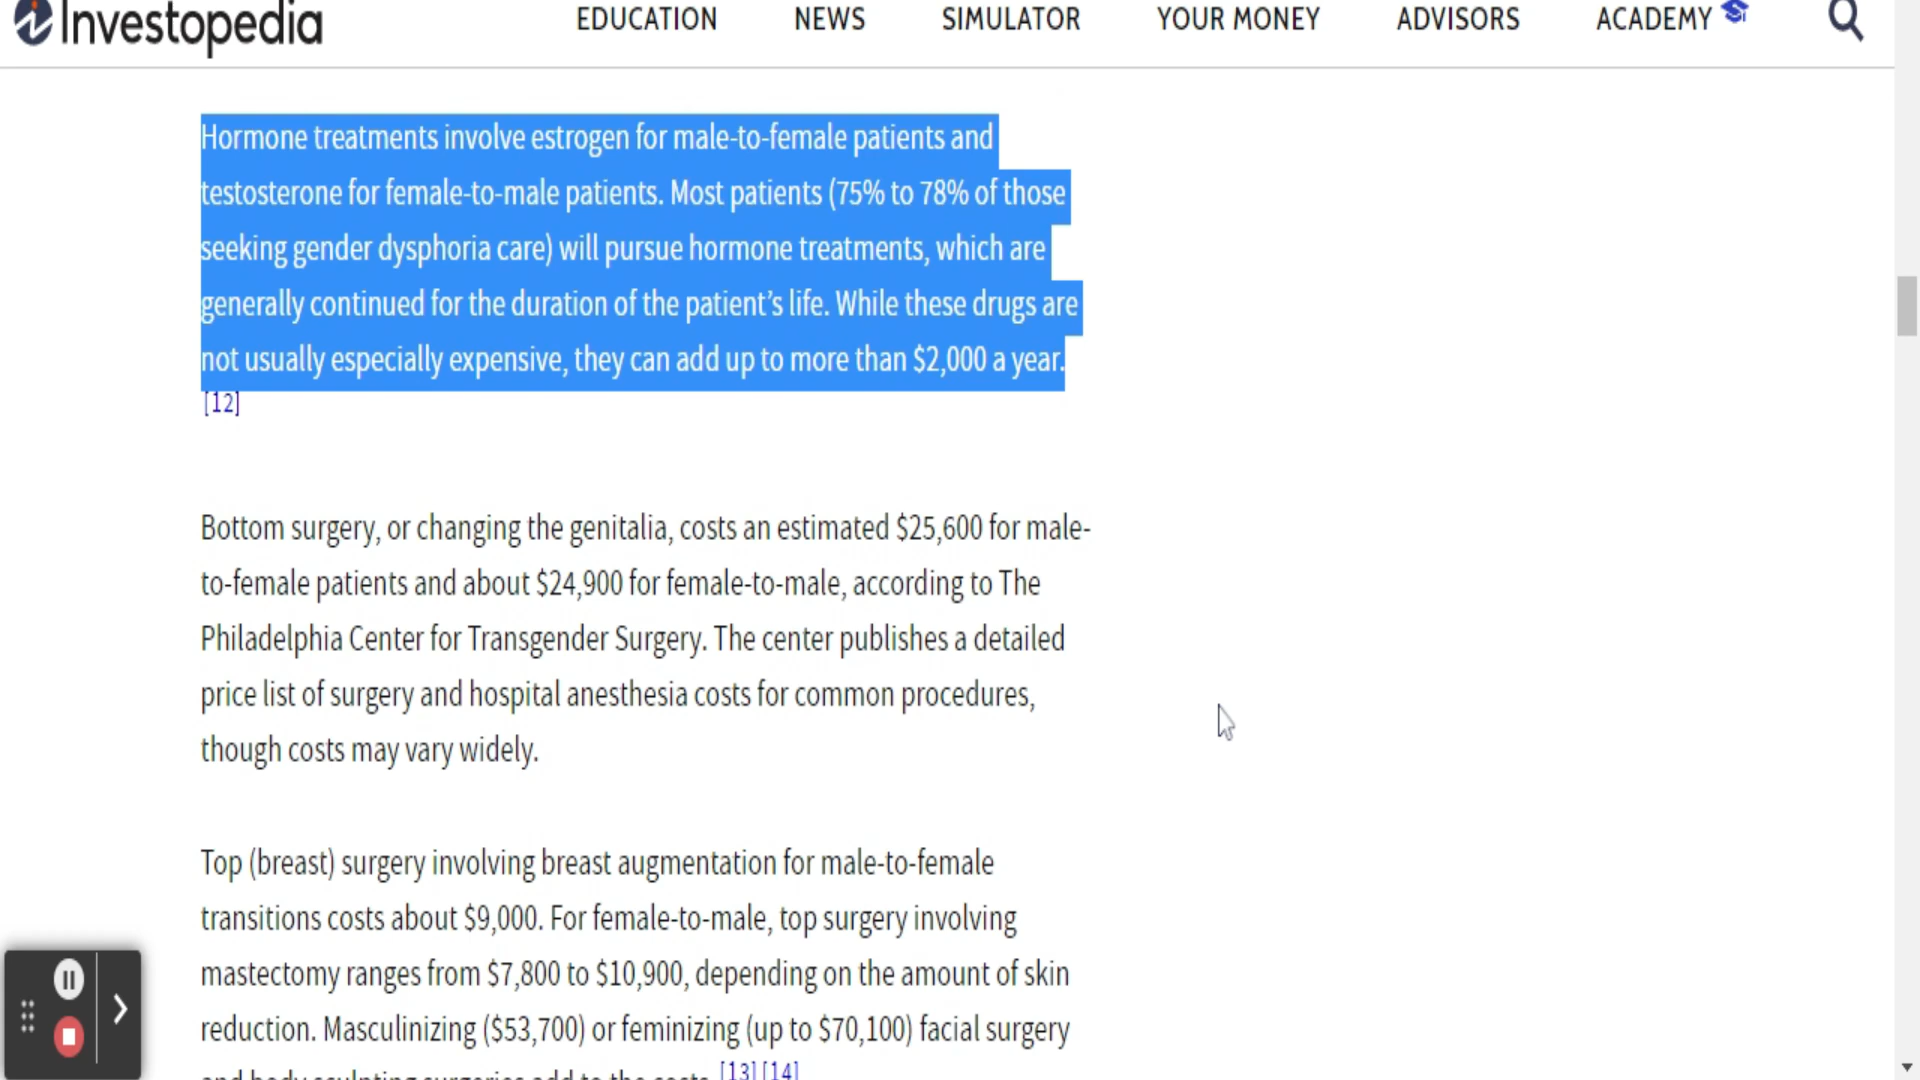 Investopedia
EDUCATION NEWS SIMULATOR YOUR MONEY ADVISORS ACADEMY
Hormone treatments involve estrogen for male-to-female patients and
testosterone for female-to-male patients. Most patients (75% to 78% of those
seeking gender dysphoria care) will pursue hormone treatments, which are
generally continued for the duration of the patient’s life. While these drugs are
not usually especially expensive, they can add up to more than $2,000 a year.
[12]
Bottom surgery, or changing the genitalia, costs an estimated $25,600 for male-
to-female patients and about $24,900 for female-to-male, according to The
Philadelphia Center for Transgender Surgery. The center publishes a detailed
price list of surgery and hospital anesthesia costs for common procedures,
though costs may vary widely.
Top (breast) surgery involving breast augmentation for male-to-female
transitions costs about $9,000. For female-to-male, top surgery involving
mastectomy ranges from $7,800 to $10,900, depending on the amount of skin
reduction. Masculinizing ($53,700) or feminizing (up to $70,100) facial surgery
and body sculpting surgeries add to the costs. [13][14]